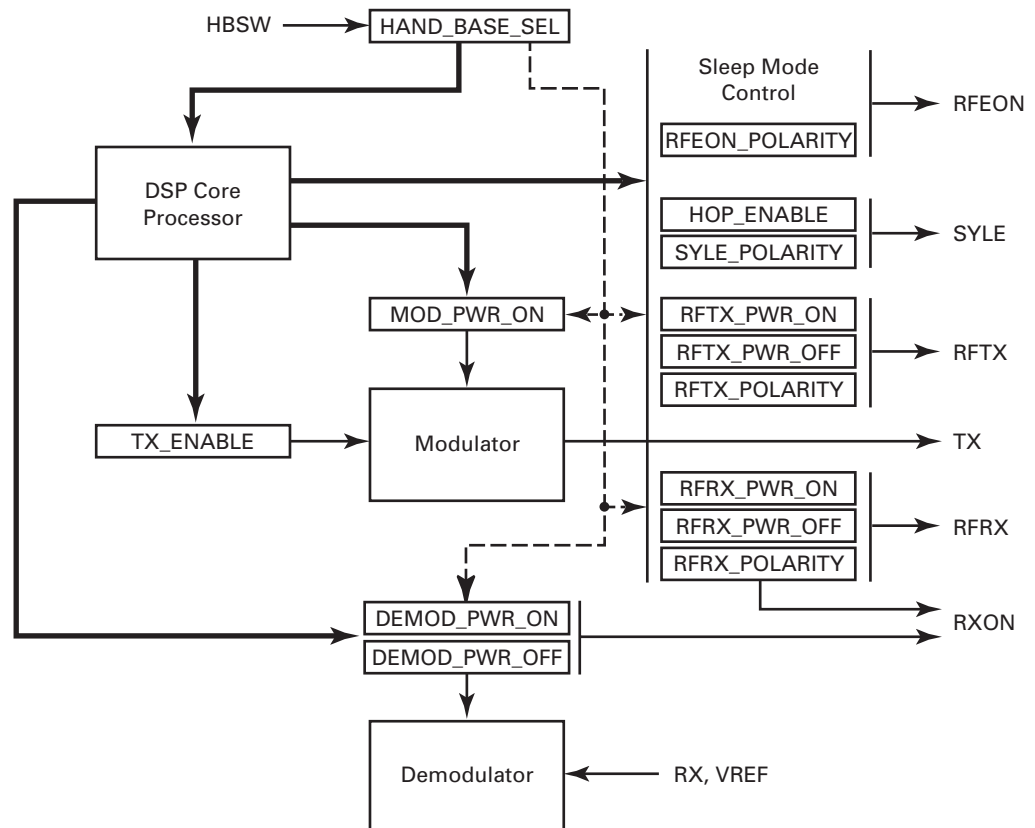 HBSW
HAND_BASE_SEL
Sleep Mode
Control
RFEON
RFEON_POLARITY
DSP Core
Processor
HOP_ENABLE
SYLE_POLARITY
SYLE
MOD_PWR_ON
RFTX_PWR_ON
RFTX_PWR_OFF
RFTX_POLARITY
RFTX
TX_ENABLE
Modulator
TX
RFRX_PWR_ON
RFRX_PWR_OFF
RFRX_POLARITY
RFRX
DEMOD_PWR_ON
DEMOD_PWR_OFF
RXON
Demodulator
RX, VREF